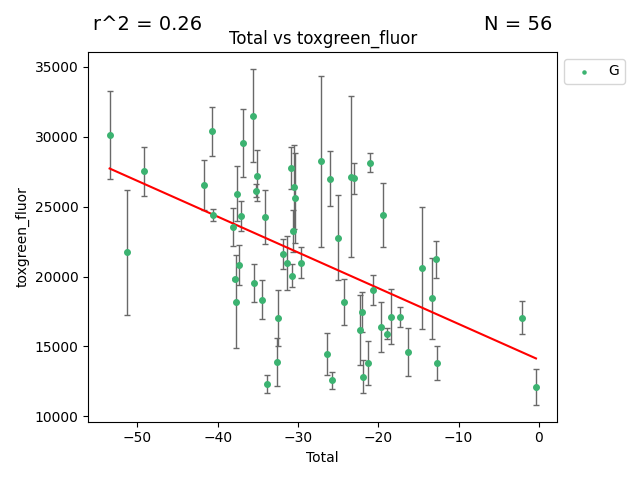 r^2 = 0.26
N = 56
Total vs toxgreen_fluor
G
35000
30000
25000
20000
15000
10000
toxgreen_fluor
−50
−40
−30
−20
−10
0
Total